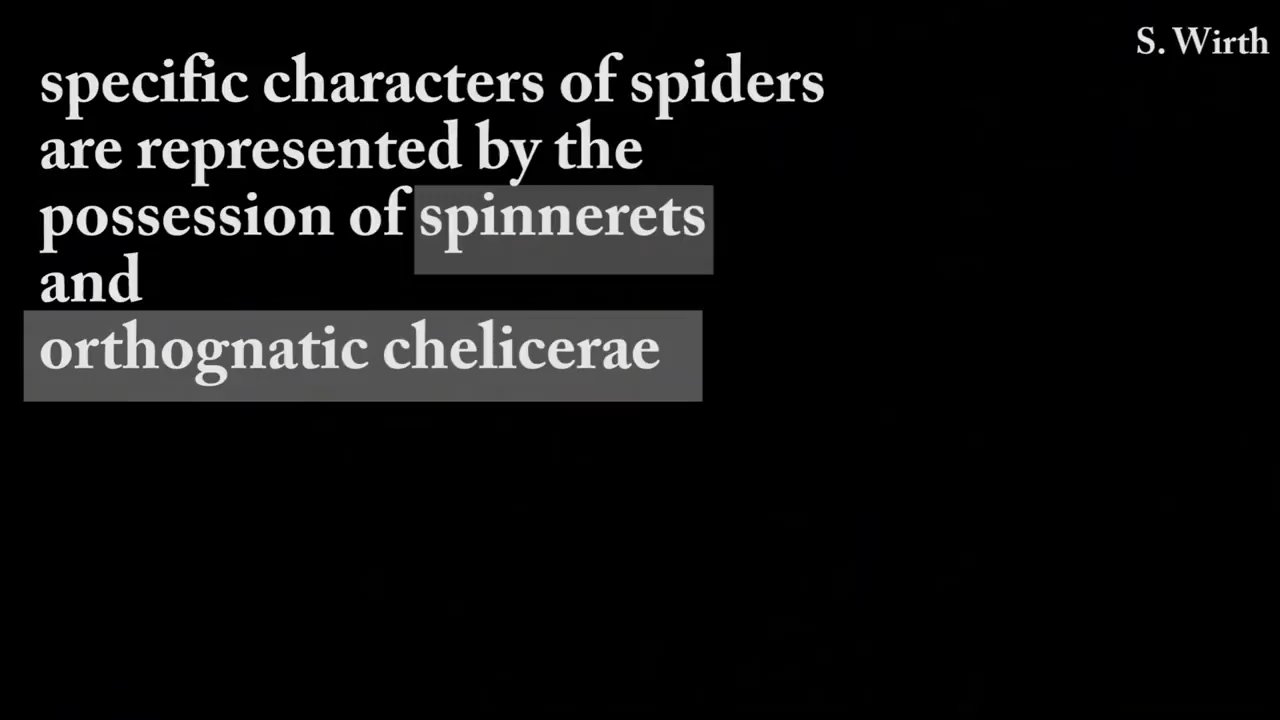 S. Wirth
specific characters of spiders
are represented by the
possession of spinnerets
and
orthognatic chelicerae